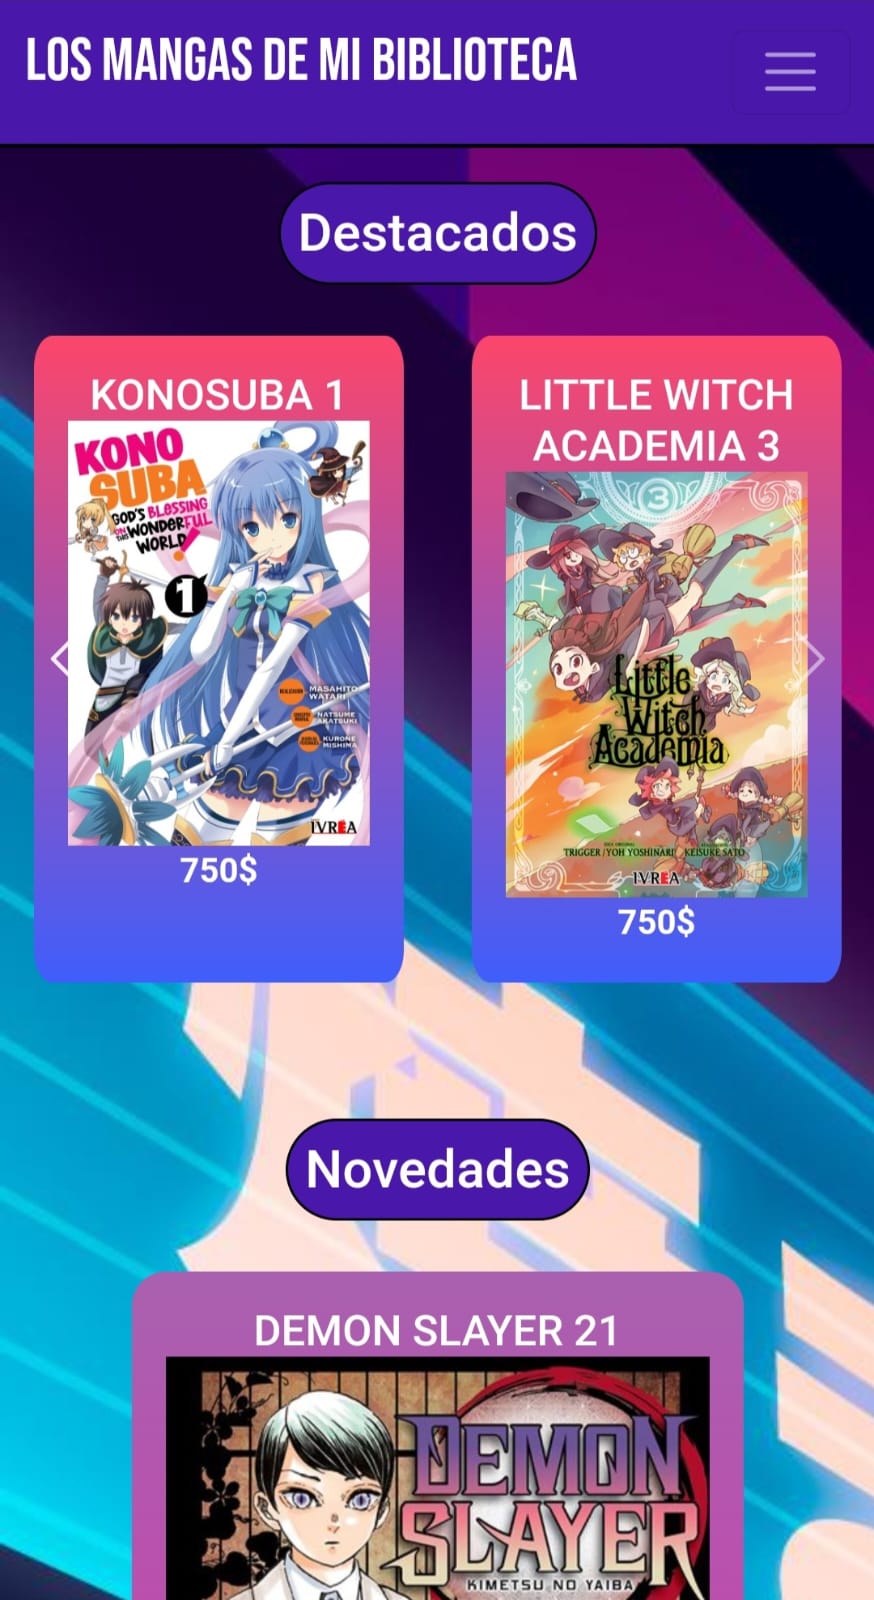 LOS MANGAS DE MI BIBLIOTECA
Destacados
KONOSUBA 1
KONO
SUBA
GOD'S BLESSING
ON THIS WONDERFUL
WORLD!
1
MASAHITO
WATARI
NATSUME
AKATSUKI
KURONE
MISHIMA
IVREA
750$
LITTLE WITCH
ACADEMIA 3
3
Little
Witch
Academia
TRIGGER / YOH YOSHINARI KEISUKE SATO
IVREA
750$
Novedades
DEMON SLAYER 21
DEMON
SLAYER
KIMETSU NO YAIBA